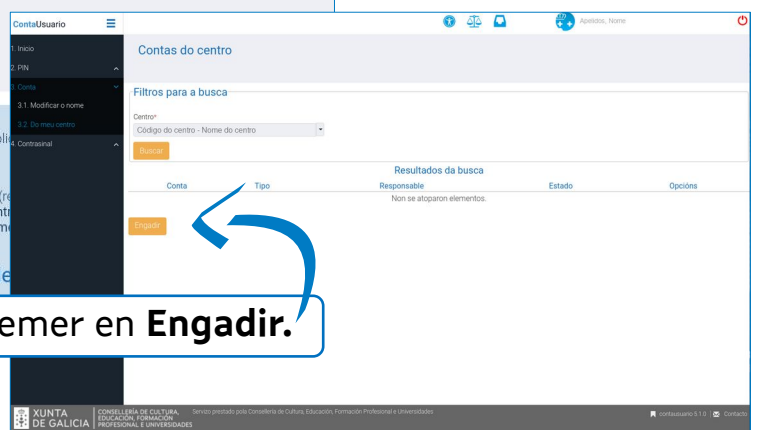 ContaUsuario
Apelidos, Nome
1. Inicio
2. PIN
3. Conta
3.1. Modificar o nome
3.2. Do meu centro
4. Contrasinal
Contas do centro
Filtros para a busca
Centro*
Código do centro - Nome do centro
Buscar
Resultados da busca
Conta Tipo Responsable Estado Opcións
Non se atoparon elementos.
Engadir
emer en Engadir.
XUNTA DE GALICIA
CONSELLERÍA DE CULTURA, EDUCACIÓN, FORMACIÓN PROFESIONAL E UNIVERSIDADES
Servizo prestado pola Consellería de Cultura, Educación, Formación Profesional e Universidades
contausuario 5.1.0
Contacto